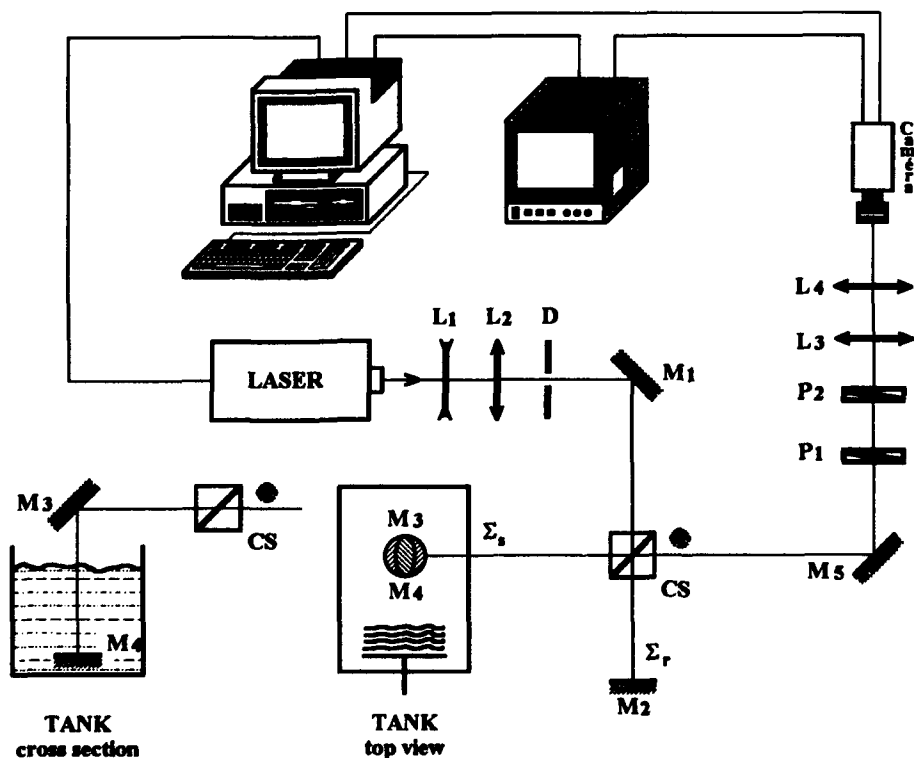 Camera
L4
L3
L1 L2 D
LASER
M1
P2
P1
M3
CS
M3
M4
Σs
CS
M5
M4
Σr
M2
TANK
cross section
TANK
top view